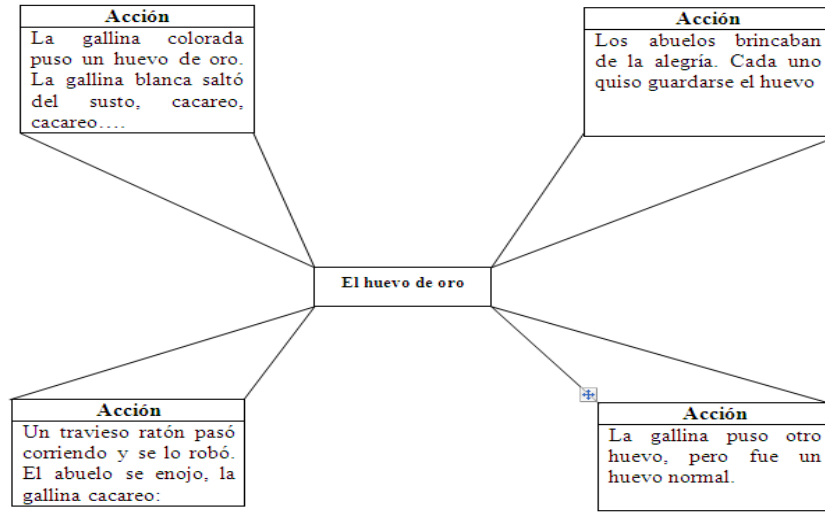 Acción
La gallina colorada
puso un huevo de oro.
La gallina blanca saltó
del susto, cacareo,
cacareo....
Acción
Los abuelos brincaban
de la alegría. Cada uno
quiso guardarse el huevo
El huevo de oro
Acción
Un travieso ratón pasó
corriendo y se lo robó.
El abuelo se enojo, la
gallina cacareo:
Acción
La gallina puso otro
huevo, pero fue un
huevo normal.